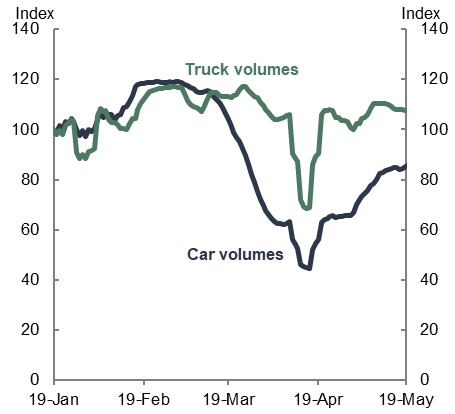 Index Index
140 140
120 120
100 100
80 80
60 60
40 40
20 20
0 0
Truck volumes
Car volumes
19-Jan 19-Feb 19-Mar 19-Apr 19-May